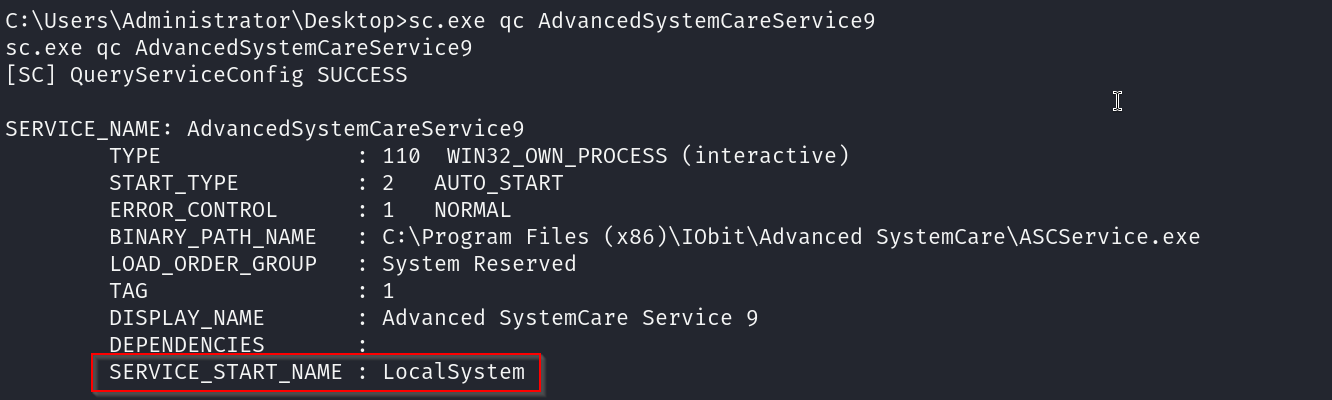 C:\Users\Administrator\Desktop>sc.exe qc AdvancedSystemCareService9
sc.exe qc AdvancedSystemCareService9
[SC] QueryServiceConfig SUCCESS

SERVICE_NAME: AdvancedSystemCareService9
        TYPE               : 110  WIN32_OWN_PROCESS (interactive)
        START_TYPE         : 2   AUTO_START
        ERROR_CONTROL      : 1   NORMAL
        BINARY_PATH_NAME   : C:\Program Files (x86)\IObit\Advanced SystemCare\ASCService.exe
        LOAD_ORDER_GROUP   : System Reserved
        TAG                : 1
        DISPLAY_NAME       : Advanced SystemCare Service 9
        DEPENDENCIES       :
        SERVICE_START_NAME : LocalSystem